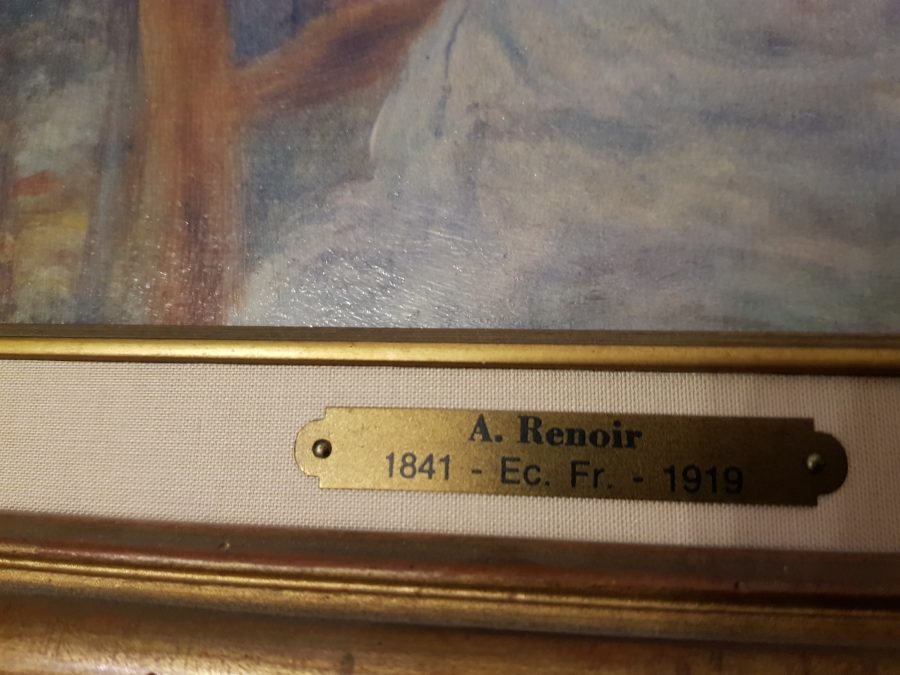 A. Renoir
1841 - Ec. Fr. - 1919